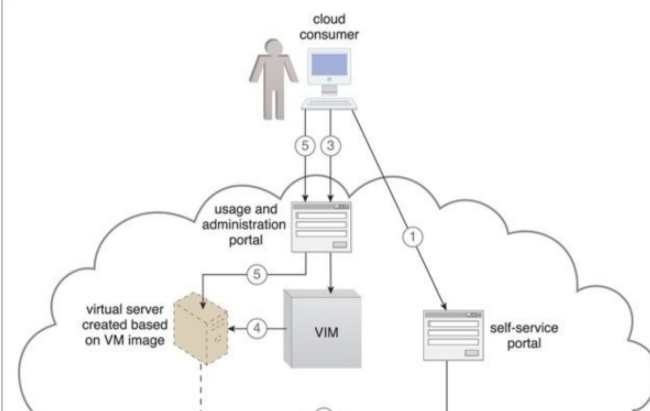 cloud
consumer
5
3
usage and
administration
portal
1
5
virtual server
created based
on VM image
4
VIM
self-service
portal